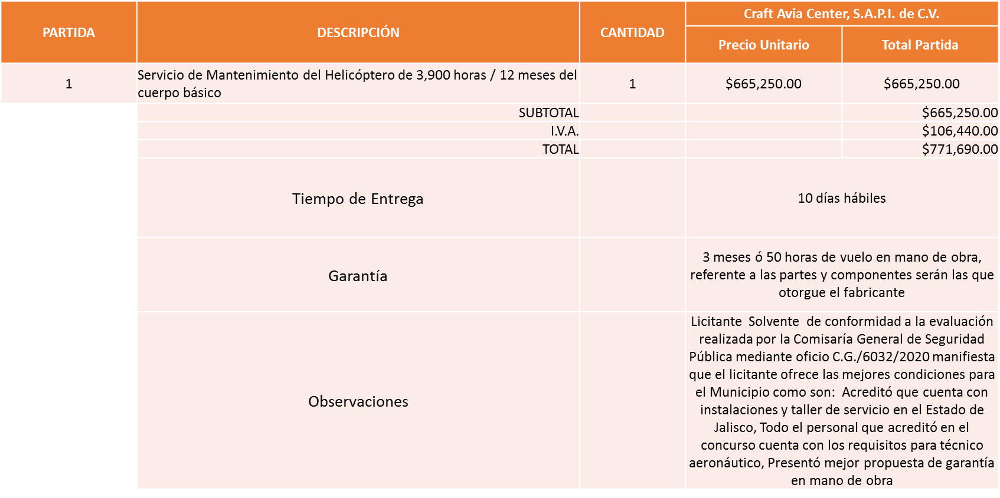 PARTIDA
DESCRIPCIÓN
CANTIDAD
Craft Avia Center, S.A.P.I. de C.V.
Precio Unitario
Total Partida
1
Servicio de Mantenimiento del Helicóptero de 3,900 horas / 12 meses del
cuerpo básico
1
$665,250.00
$665,250.00
SUBTOTAL
$665,250.00
I.V.A.
$106,440.00
TOTAL
$771,690.00
Tiempo de Entrega
10 días hábiles
Garantía
3 meses ó 50 horas de vuelo en mano de obra,
referente a las partes y componentes serán las que
otorgue el fabricante
Observaciones
Licitante Solvente de conformidad a la evaluación
realizada por la Comisaría General de Seguridad
Pública mediante oficio C.G./6032/2020 manifiesta
que el licitante ofrece las mejores condiciones para
el Municipio como son: Acreditó que cuenta con
instalaciones y taller de servicio en el Estado de
Jalisco, Todo el personal que acreditó en el
concurso cuenta con los requisitos para técnico
aeronáutico, Presentó mejor propuesta de garantía
en mano de obra